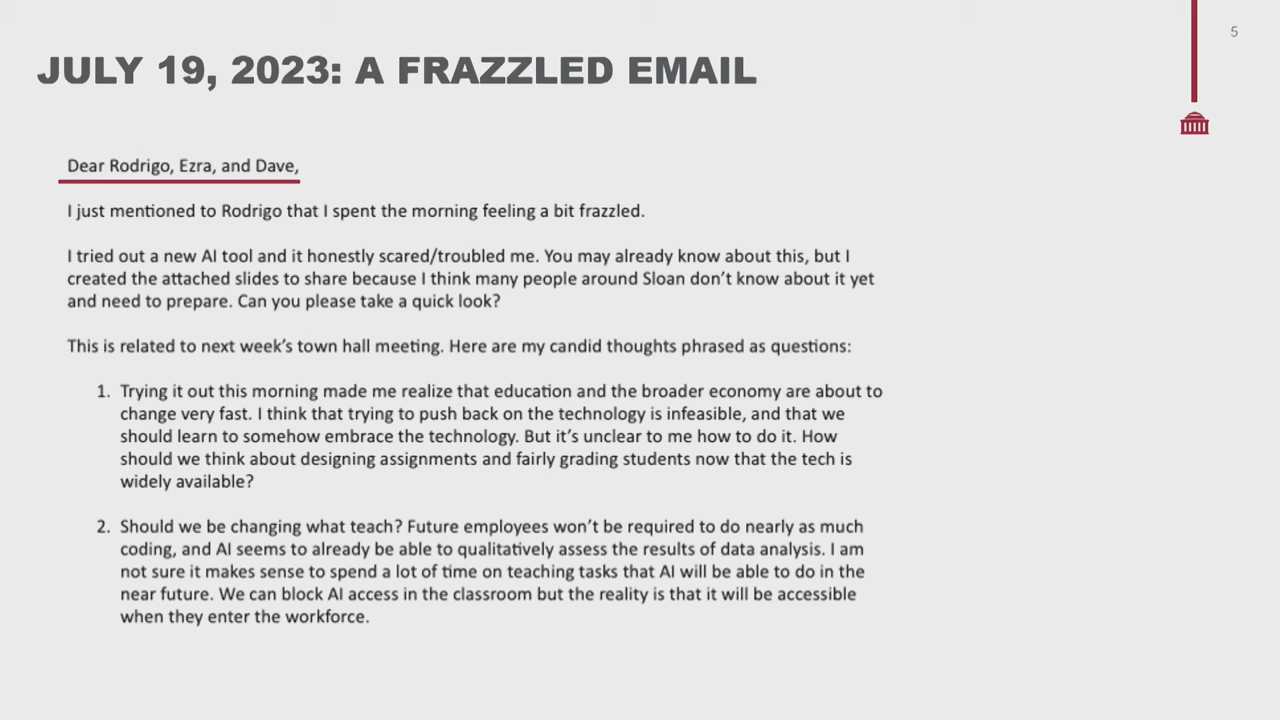 5
JULY 19, 2023: A FRAZZLED EMAIL
Dear Rodrigo, Ezra, and Dave,
I just mentioned to Rodrigo that I spent the morning feeling a bit frazzled.
I tried out a new AI tool and it honestly scared/troubled me. You may already know about this, but I
created the attached slides to share because I think many people around Sloan don’t know about it yet
and need to prepare. Can you please take a quick look?
This is related to next week’s town hall meeting. Here are my candid thoughts phrased as questions:
1. Trying it out this morning made me realize that education and the broader economy are about to
change very fast. I think that trying to push back on the technology is infeasible, and that we
should learn to somehow embrace the technology. But it’s unclear to me how to do it. How
should we think about designing assignments and fairly grading students now that the tech is
widely available?
2. Should we be changing what teach? Future employees won’t be required to do nearly as much
coding, and AI seems to already be able to qualitatively assess the results of data analysis. I am
not sure it makes sense to spend a lot of time on teaching tasks that AI will be able to do in the
near future. We can block AI access in the classroom but the reality is that it will be accessible
when they enter the workforce.